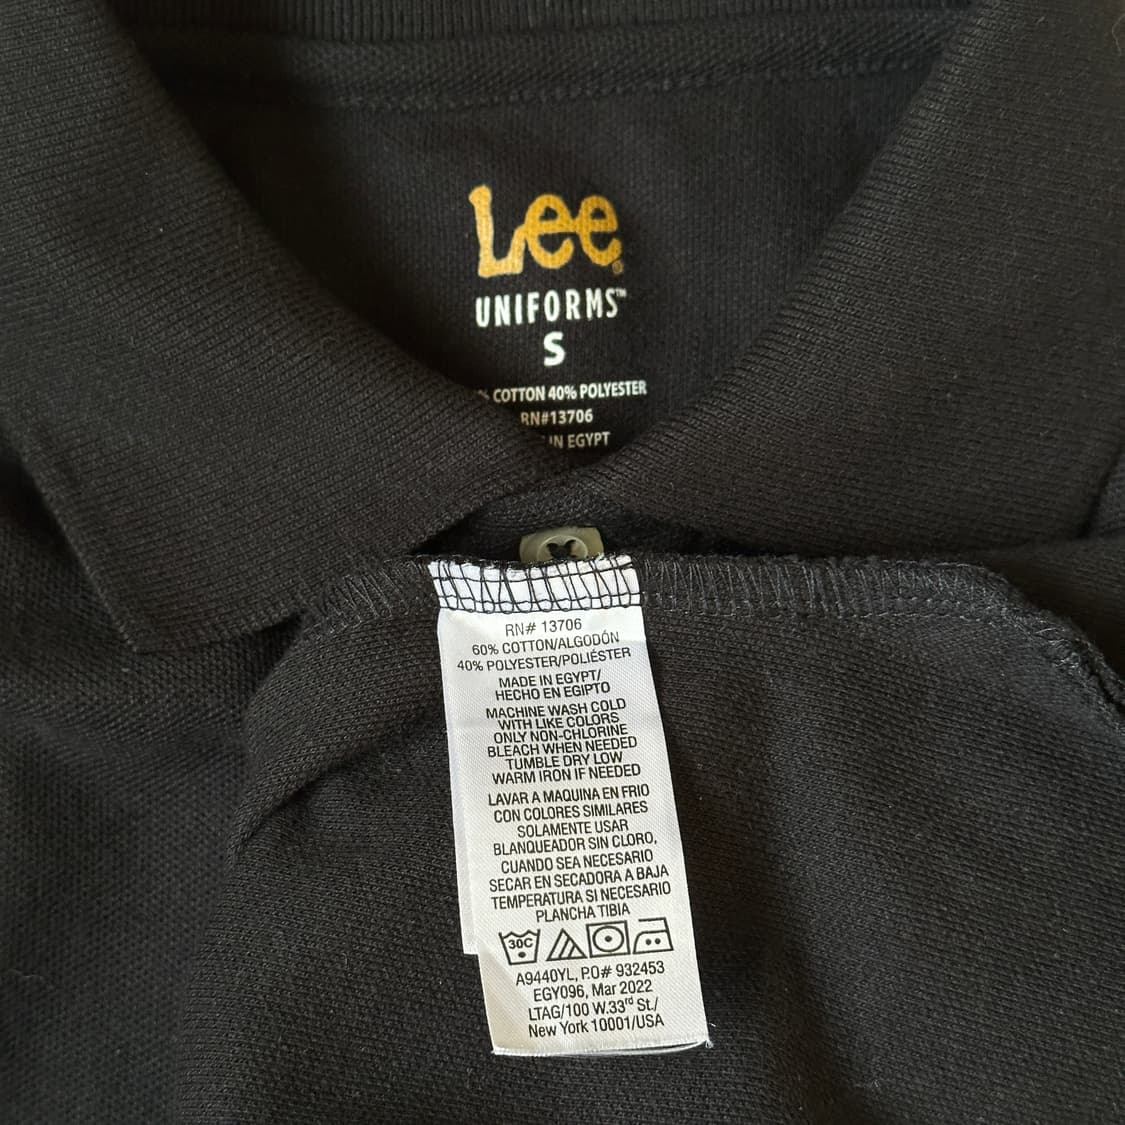 Lee
UNIFORMS™
S
% COTTON 40% POLYESTER
RN#13706
IN EGYPT
RN# 13706
60% COTTON/ALGODÓN
40% POLYESTER/POLIÉSTER
MADE IN EGYPT/
HECHO EN EGIPTO
MACHINE WASH COLD
WITH LIKE COLORS
ONLY NON-CHLORINE
BLEACH WHEN NEEDED
TUMBLE DRY LOW
WARM IRON IF NEEDED
LAVAR A MAQUINA EN FRIO
CON COLORES SIMILARES
SOLAMENTE USAR
BLANQUEADOR SIN CLORO,
CUANDO SEA NECESARIO
SECAR EN SECADORA A BAJA
TEMPERATURA SI NECESARIO
PLANCHA TIBIA
30C
A9440YL, P.O# 932453
EGY096, Mar 2022
LTAG/100 W.33rd St./
New York 10001/USA